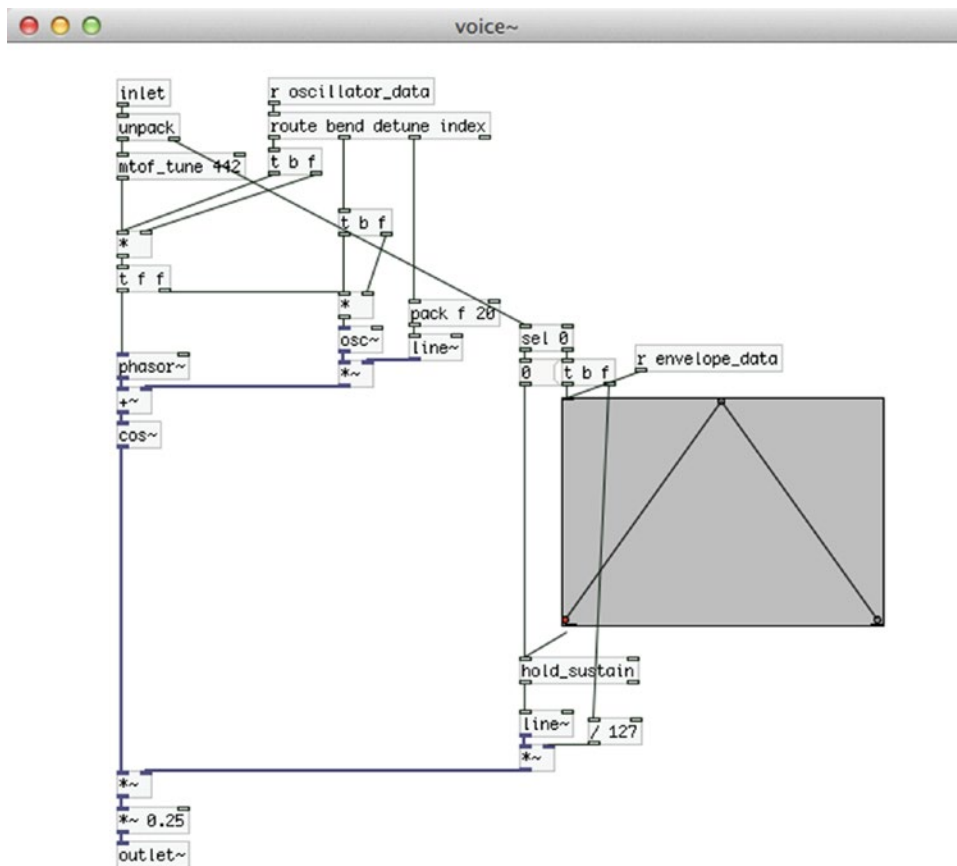 voice~
inlet
r oscillator_data
unpack
route bend detune index
mtof_tune 442
t b f
t b f
*
t f f
*
pack f 20
sel 0
osc~
line~
r envelope_data
phasor~
*~
0
t b f
+~
cos~
hold_sustain
line~
/ 127
*~
*~
*~ 0.25
outlet~